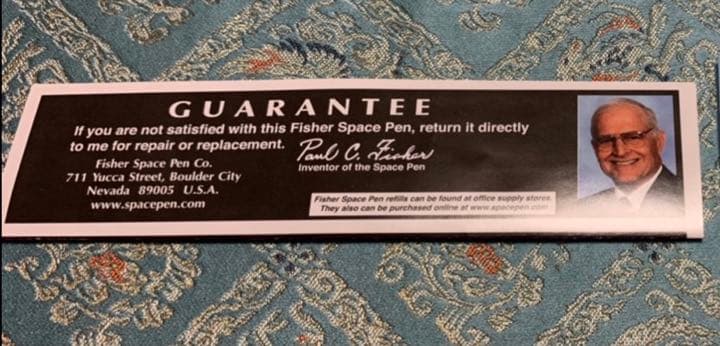 GUARANTEE
If you are not satisfied with this Fisher Space Pen, return it directly
to me for repair or replacement.
Paul C. Fisher
Inventor of the Space Pen
Fisher Space Pen Co.
711 Yucca Street, Boulder City
Nevada 89005 U.S.A.
www.spacepen.com
Fisher Space Pen refills can be found at office supply stores.
They also can be purchased online at www.spacepen.com